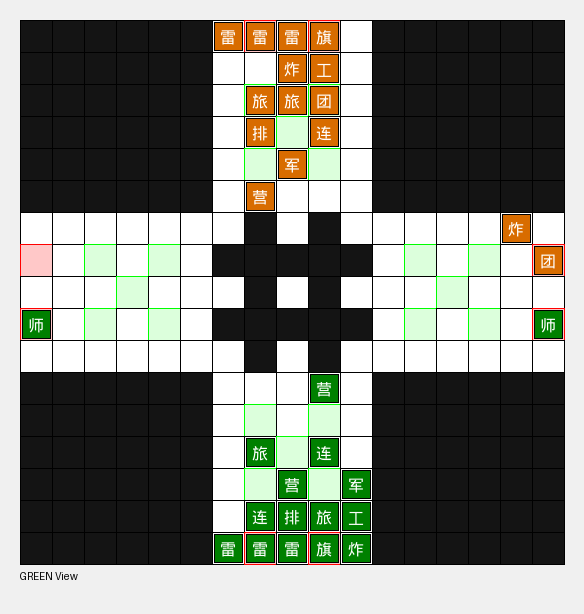 雷 雷 雷 旗
炸 工
旅 旅 团
排 连
军
营
炸
团
师 师
营
旅 连
营 军
连 排 旅 工
雷 雷 雷 旗 炸
GREEN View